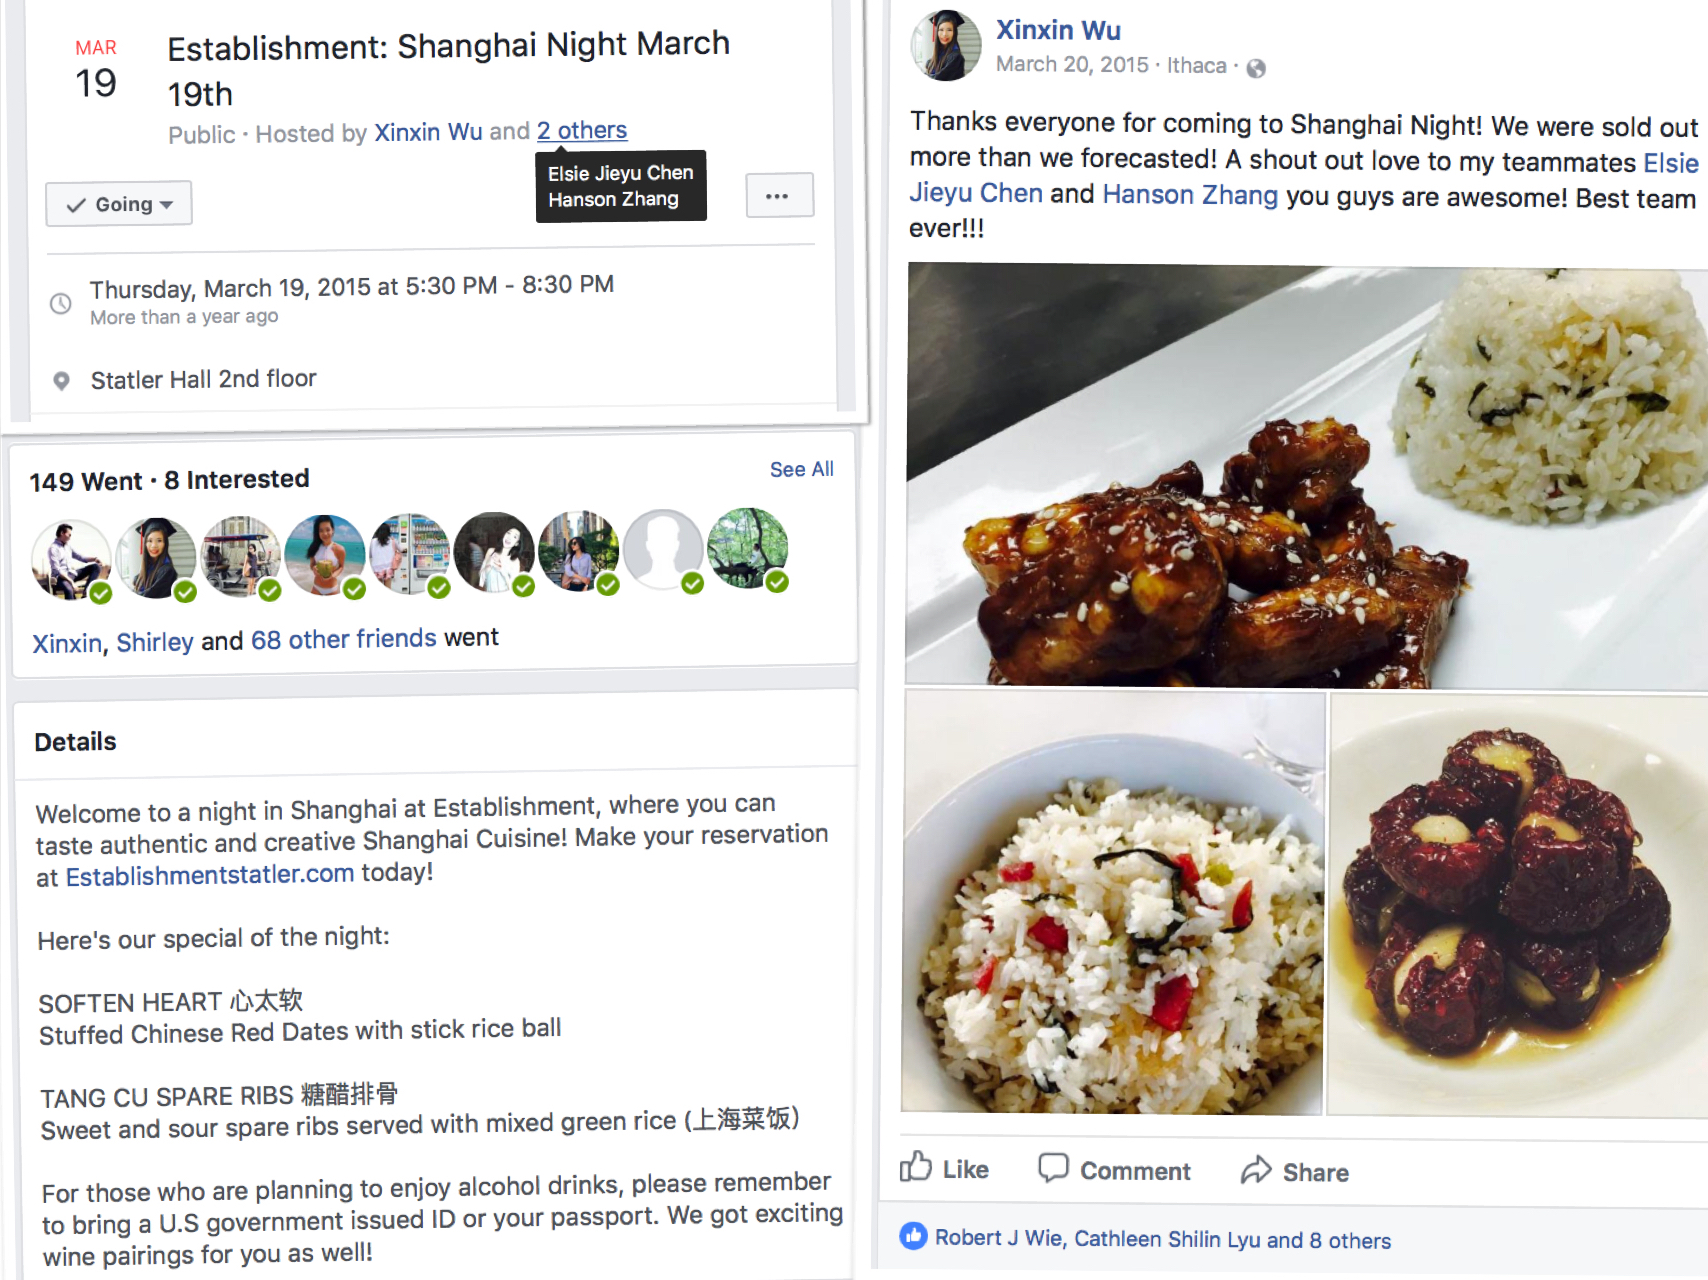 MAR
19
Establishment: Shanghai Night March
19th
Public · Hosted by Xinxin Wu and 2 others
Elsie Jieyu Chen
Hanson Zhang
Going
Thursday, March 19, 2015 at 5:30 PM - 8:30 PM
More than a year ago
Statler Hall 2nd floor
149 Went · 8 Interested
See All
Xinxin, Shirley and 68 other friends went
Details
Welcome to a night in Shanghai at Establishment, where you can
taste authentic and creative Shanghai Cuisine! Make your reservation
at Establishmentstatler.com today!
Here's our special of the night:
SOFTEN HEART 心太软
Stuffed Chinese Red Dates with stick rice ball
TANG CU SPARE RIBS 糖醋排骨
Sweet and sour spare ribs served with mixed green rice (上海菜饭)
For those who are planning to enjoy alcohol drinks, please remember
to bring a U.S government issued ID or your passport. We got exciting
wine pairings for you as well!
Xinxin Wu
March 20, 2015 · Ithaca ·
Thanks everyone for coming to Shanghai Night! We were sold out
more than we forecasted! A shout out love to my teammates Elsie
Jieyu Chen and Hanson Zhang you guys are awesome! Best team
ever!!!
Like Comment Share
Robert J Wie, Cathleen Shilin Lyu and 8 others